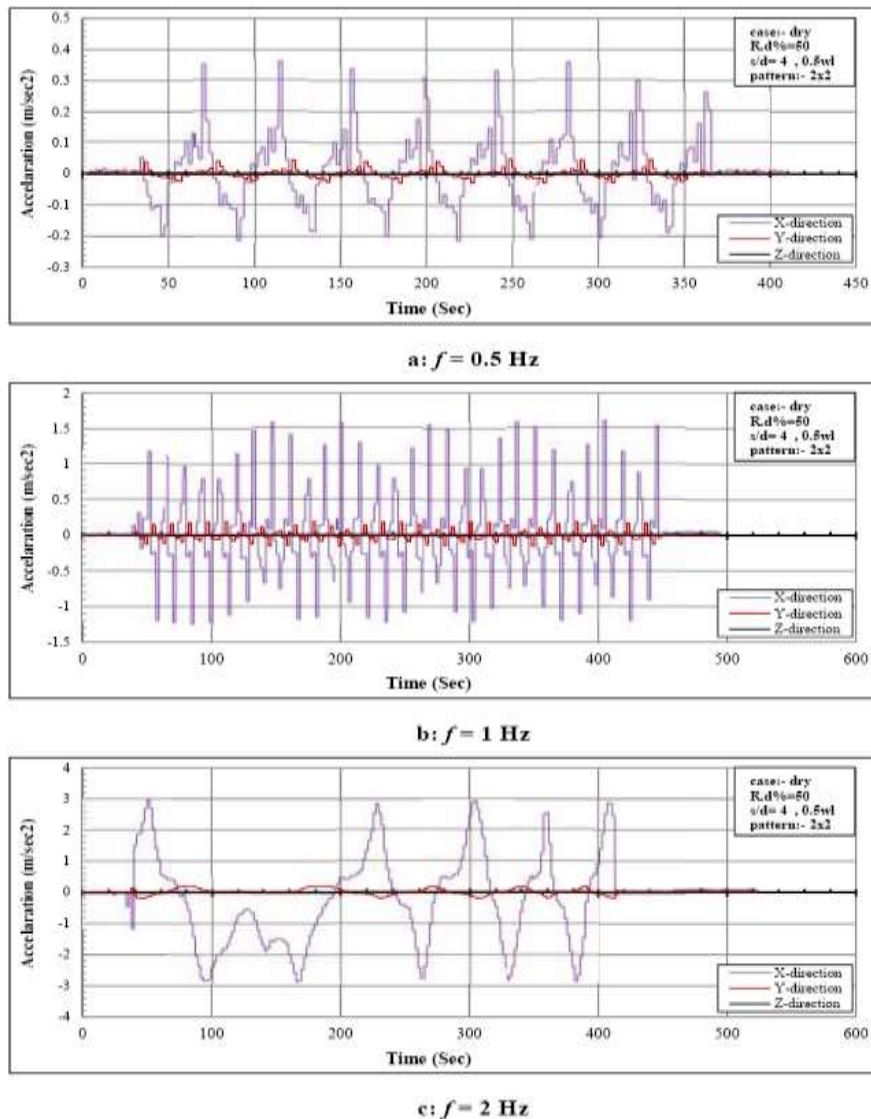 0.5
0.4
0.3
0.2
0.1
0
-0.1
-0.2
-0.3
Accelaration (m/sec2)
case:- dry
R.d%=50
s/d= 4 , 0.5wl
pattern:- 2x2
X-direction
Y-direction
Z-direction
0 50 100 150 200 250 300 350 400 450
Time (Sec)
a: f = 0.5 Hz
2
1.5
1
0.5
0
-0.5
-1
-1.5
Accelaration (m/sec2)
case:- dry
R.d%=50
s/d= 4 , 0.5wl
pattern:- 2x2
X-direction
Y-direction
Z-direction
0 100 200 300 400 500 600
Time (Sec)
b: f = 1 Hz
4
3
2
1
0
-1
-2
-3
-4
Accelaration (m/sec2)
case:- dry
R.d%=50
s/d= 4 , 0.5wl
pattern:- 2x2
X-direction
Y-direction
Z-direction
0 100 200 300 400 500 600
Time (Sec)
c: f = 2 Hz